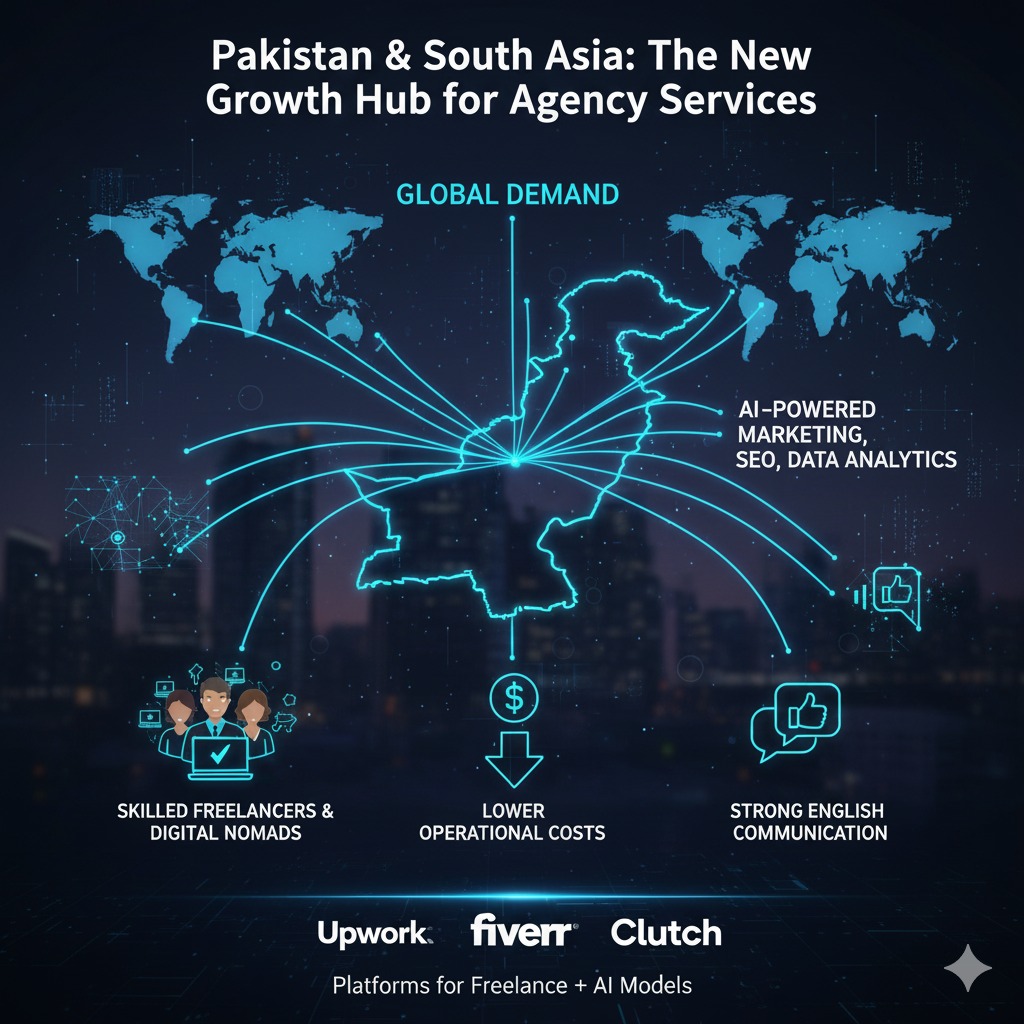 Pakistan & South Asia: The New
Growth Hub for Agency Services
GLOBAL DEMAND
AI-POWERED
MARKETING,
SEO, DATA ANALYTICS
$
SKILLED FREELANCERS &
DIGITAL NOMADS
LOWER
OPERATIONAL COSTS
STRONG ENGLISH
COMMUNICATION
Upwork
fiverr
Clutch
Platforms for Freelance + AI Models